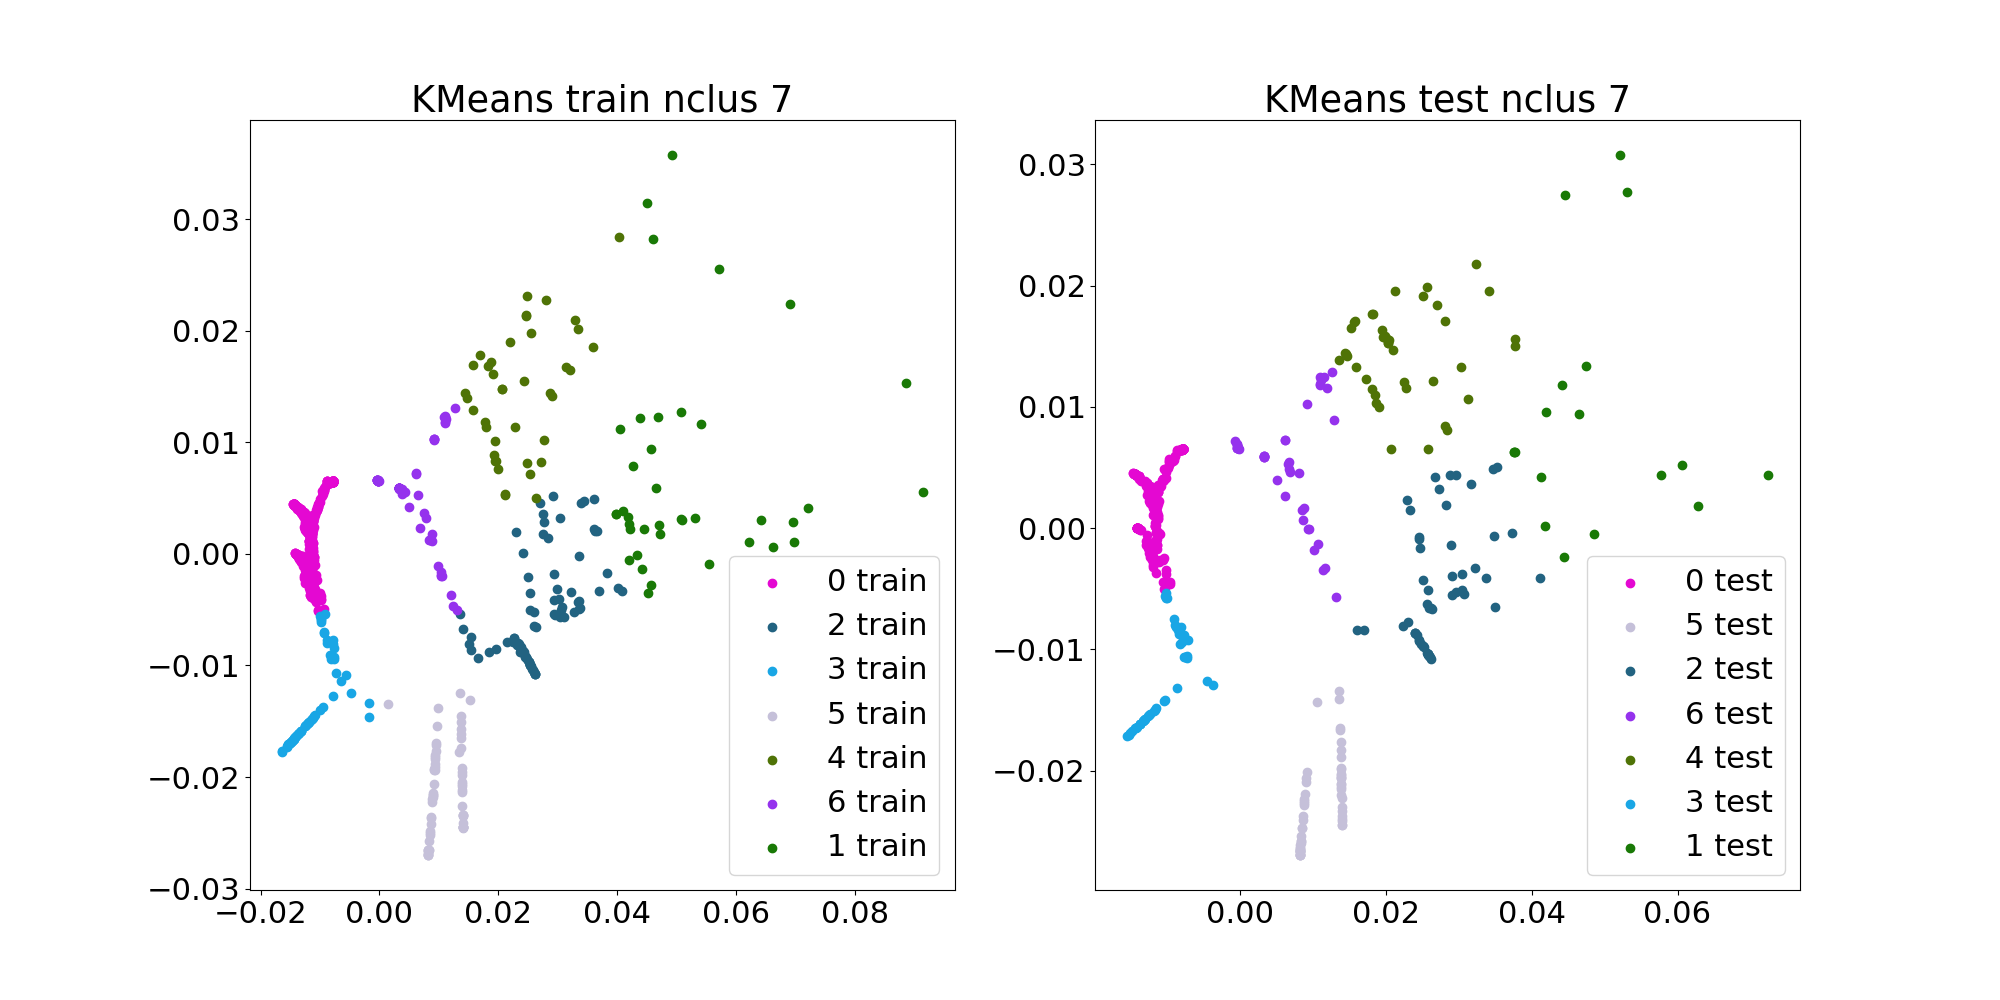 KMeans train nclus 7
0.03
0.02
0.01
0.00
−0.01
−0.02
−0.03
−0.02
0.00
0.02
0.04
0.06
0.08
0 train
2 train
3 train
5 train
4 train
6 train
1 train
KMeans test nclus 7
0.03
0.02
0.01
0.00
−0.01
−0.02
0.00
0.02
0.04
0.06
0 test
5 test
2 test
6 test
4 test
3 test
1 test